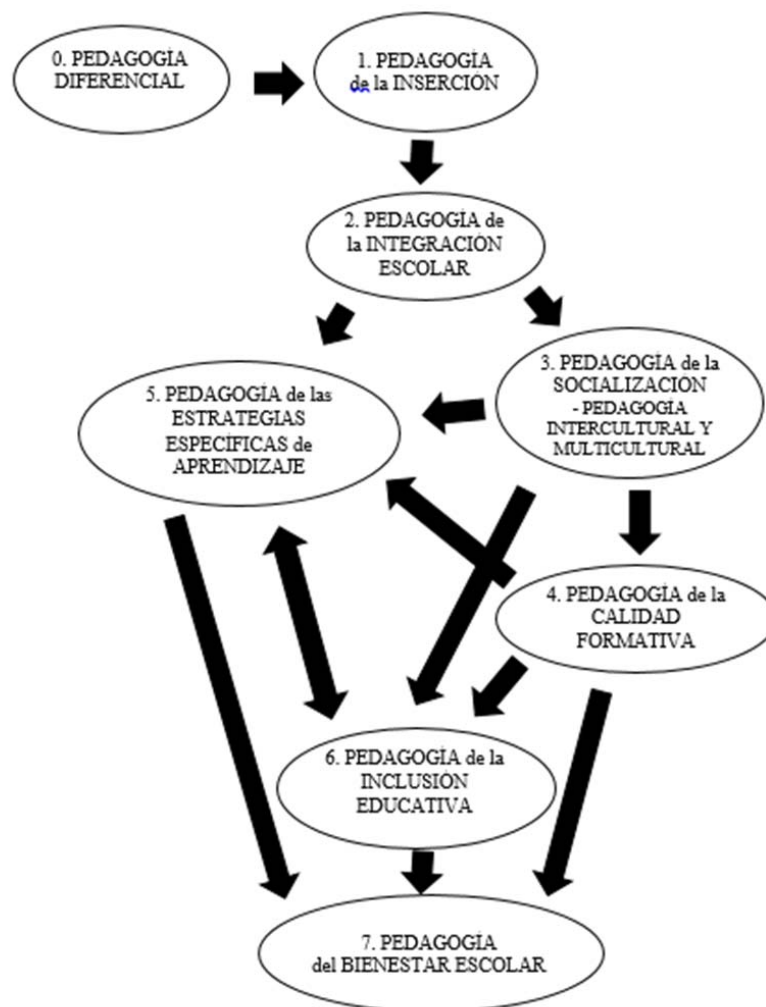 0. PEDAGOGÍA
DIFERENCIAL
1. PEDAGOGÍA
de la INSERCIÓN
2. PEDAGOGÍA de
la INTEGRACIÓN
ESCOLAR
3. PEDAGOGÍA de la
SOCIALIZACIÓN
- PEDAGOGÍA
INTERCULTURAL Y
MULTICULTURAL
5. PEDAGOGÍA de las
ESTRATEGIAS
ESPECÍFICAS de
APRENDIZAJE
4. PEDAGOGÍA de la
CALIDAD
FORMATIVA
6. PEDAGOGÍA de la
INCLUSIÓN
EDUCATIVA
7. PEDAGOGÍA
del BIENESTAR ESCOLAR